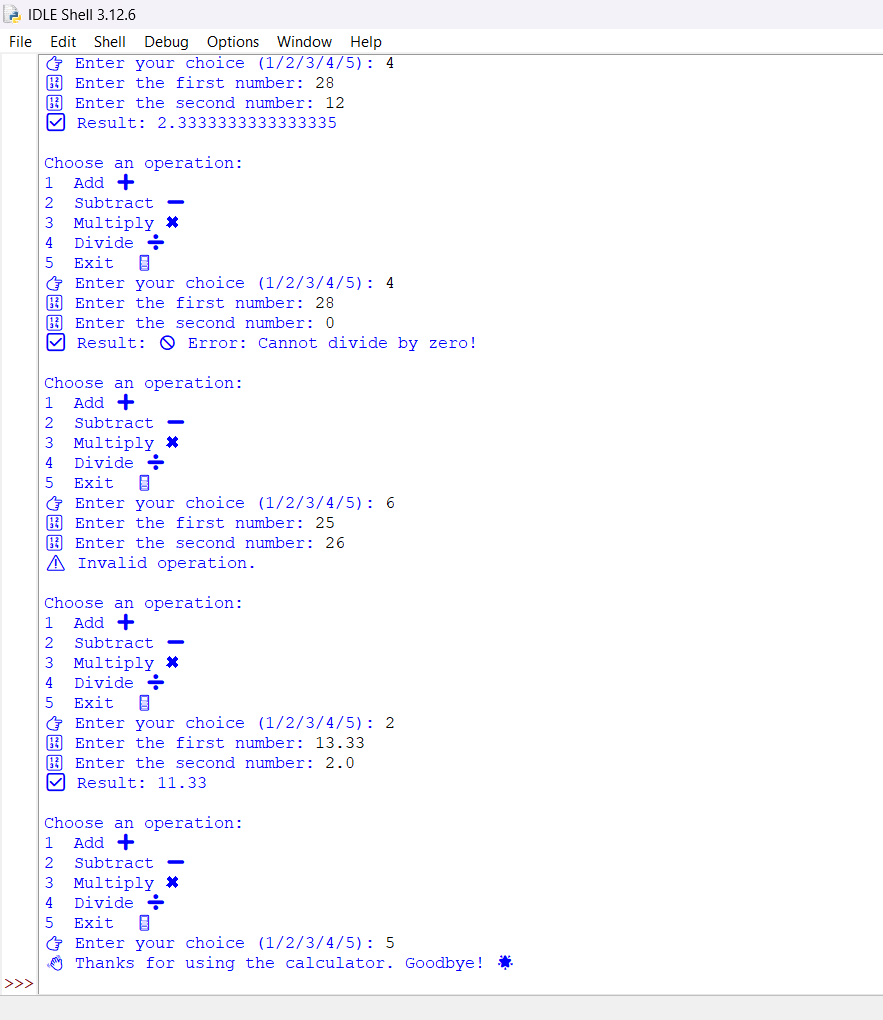 IDLE Shell 3.12.6
File Edit Shell Debug Options Window Help
👉 Enter your choice (1/2/3/4/5): 4
🔢 Enter the first number: 28
🔢 Enter the second number: 12
☑ Result: 2.3333333333333335

Choose an operation:
1 Add ➕
2 Subtract ➖
3 Multiply ✖
4 Divide ➗
5 Exit 🚪
👉 Enter your choice (1/2/3/4/5): 4
🔢 Enter the first number: 28
🔢 Enter the second number: 0
☑ Result: 🚫 Error: Cannot divide by zero!

Choose an operation:
1 Add ➕
2 Subtract ➖
3 Multiply ✖
4 Divide ➗
5 Exit 🚪
👉 Enter your choice (1/2/3/4/5): 6
🔢 Enter the first number: 25
🔢 Enter the second number: 26
⚠ Invalid operation.

Choose an operation:
1 Add ➕
2 Subtract ➖
3 Multiply ✖
4 Divide ➗
5 Exit 🚪
👉 Enter your choice (1/2/3/4/5): 2
🔢 Enter the first number: 13.33
🔢 Enter the second number: 2.0
☑ Result: 11.33

Choose an operation:
1 Add ➕
2 Subtract ➖
3 Multiply ✖
4 Divide ➗
5 Exit 🚪
👉 Enter your choice (1/2/3/4/5): 5
👋 Thanks for using the calculator. Goodbye! 🌟
>>>